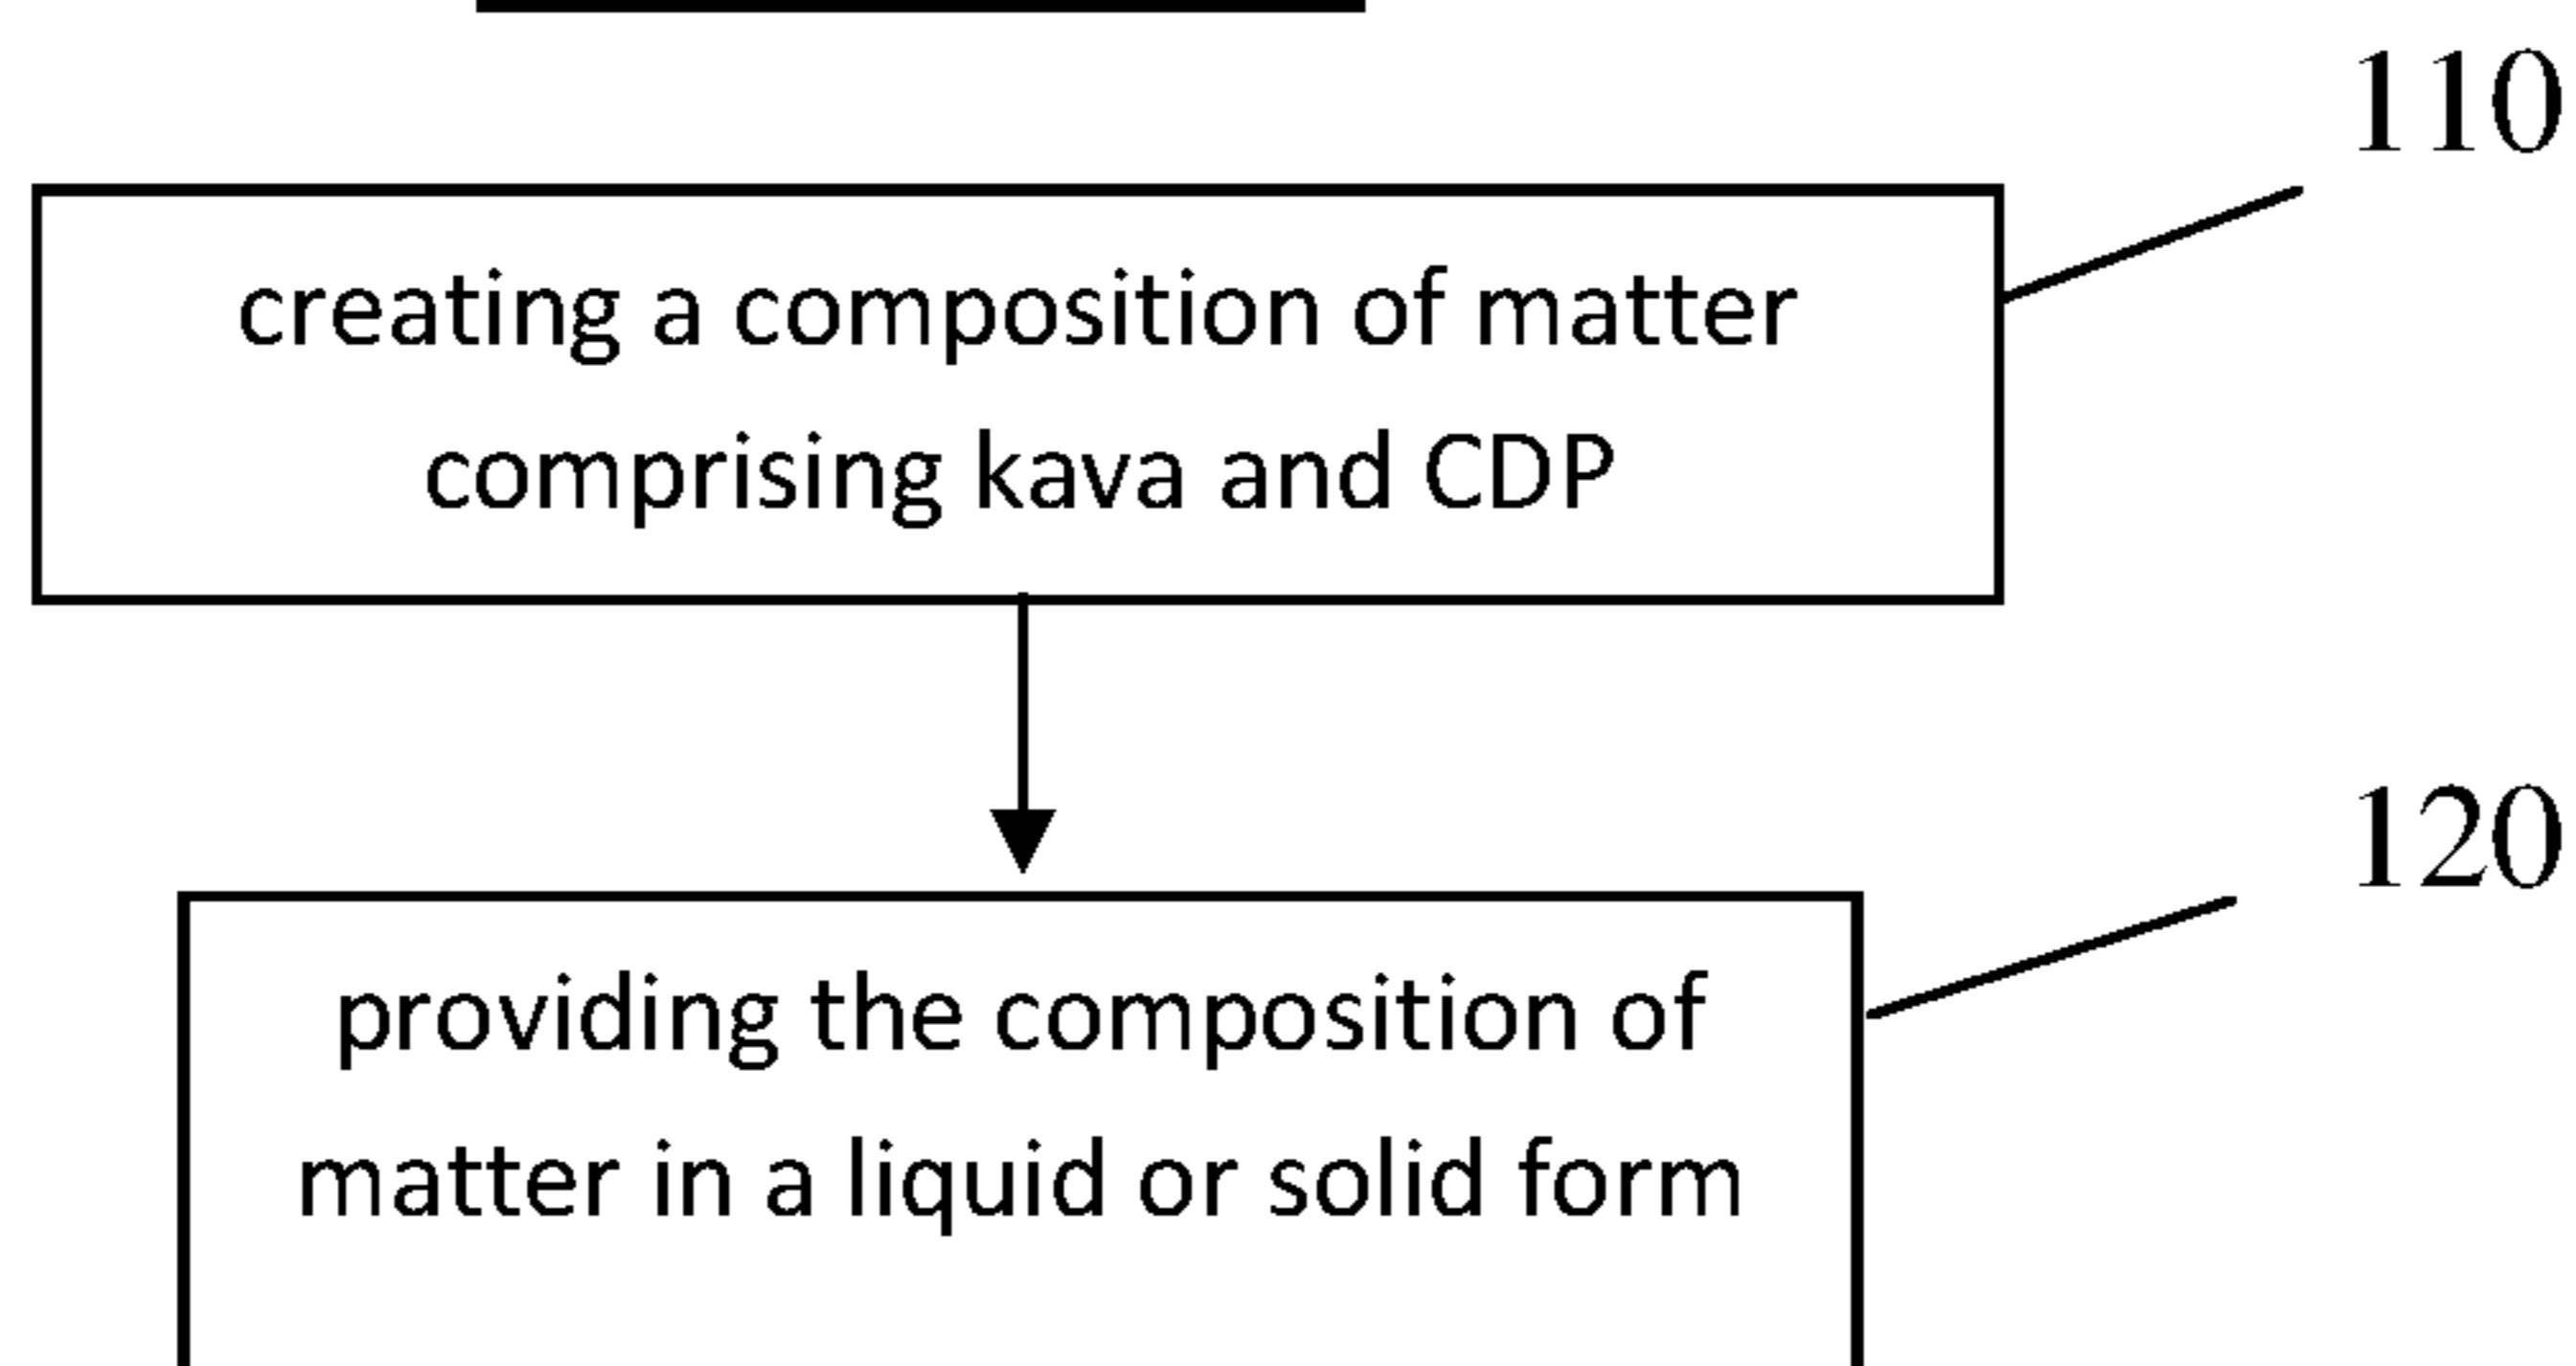 110
creating a composition of matter
comprising kava and CDP
120
providing the composition of
matter in a liquid or solid form